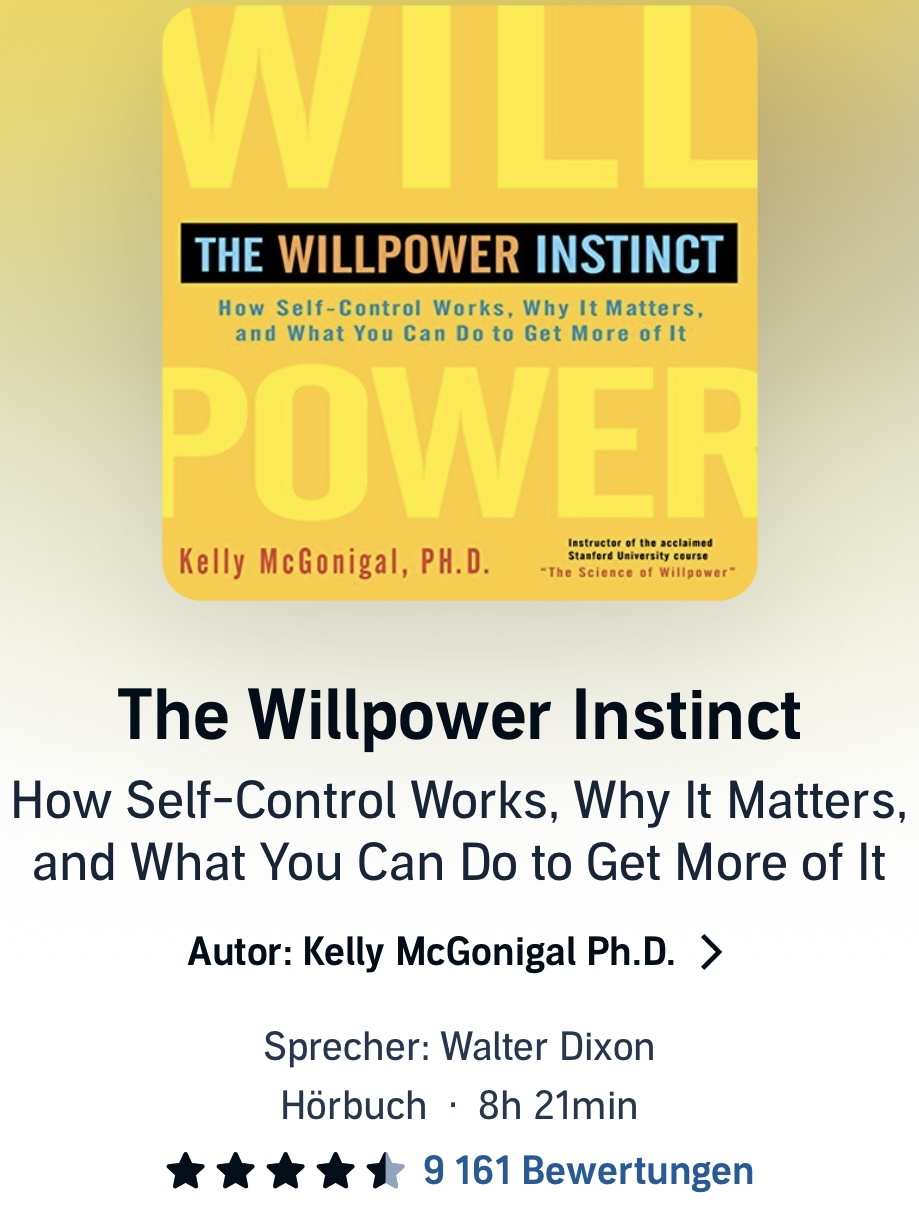 WILL
THE WILLPOWER INSTINCT
How Self-Control Works, Why It Matters,
and What You Can Do to Get More of It
POWER
Kelly McGonigal, PH.D.
Instructor of the acclaimed
Stanford University course
"The Science of Willpower"
The Willpower Instinct
How Self-Control Works, Why It Matters,
and What You Can Do to Get More of It
Autor: Kelly McGonigal Ph.D.
Sprecher: Walter Dixon
Hörbuch · 8h 21min
9 161 Bewertungen